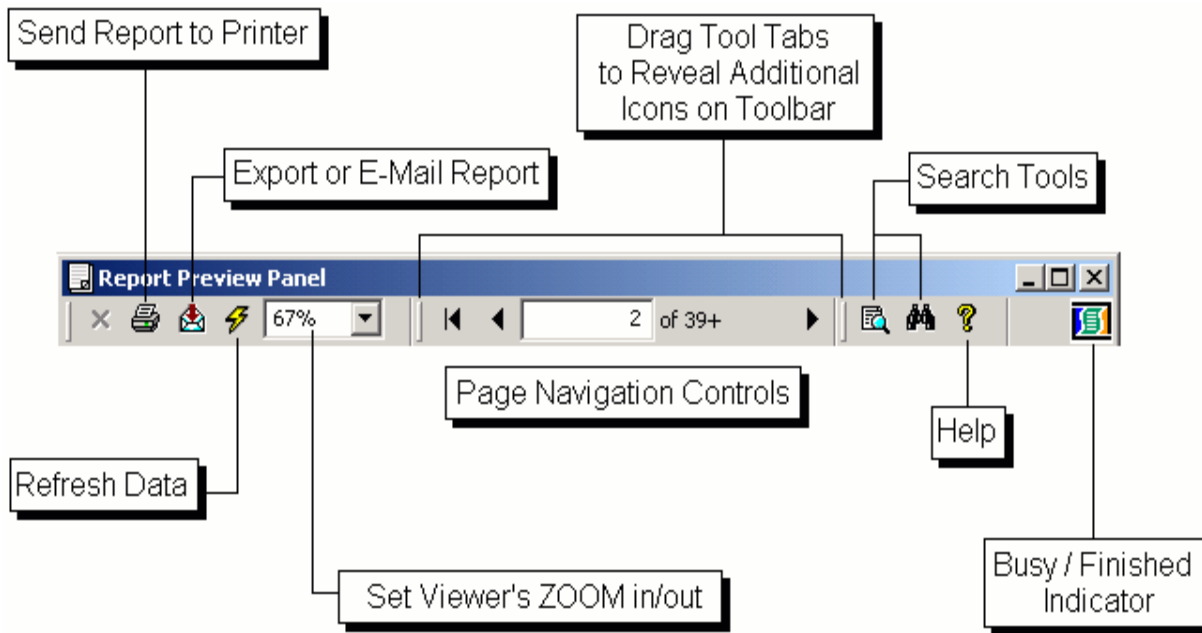 Send Report to Printer
Drag Tool Tabs
to Reveal Additional
Icons on Toolbar
Export or E-Mail Report
Search Tools
Report Preview Panel
67%
2 of 39+
Page Navigation Controls
Help
Refresh Data
Set Viewer's ZOOM in/out
Busy / Finished
Indicator